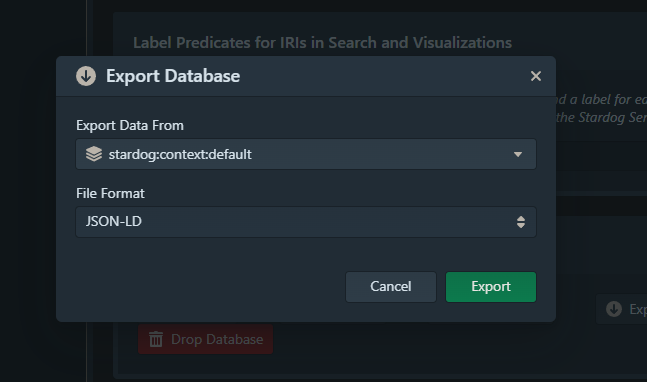 Label Predicates for IRIs in Search and Visualizations
Export Database
nd a label for ea
the Stardog Ser
Export Data From
stardog:context:default
File Format
JSON-LD
Cancel
Export
Exp
Drop Database